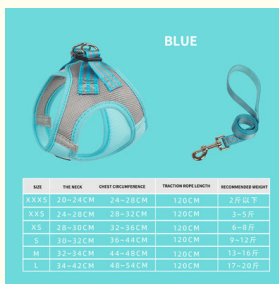 BLUE
SIZE THE NECK CHEST CIRCUMFERENCE TRACTION ROPE LENGTH RECOMMENDED WEIGHT
XXXS 20-24CM 24-28CM 120CM 2斤以下
XXS 24-28CM 28-32CM 120CM 3-5斤
XS 28-30CM 32-36CM 120CM 6-8斤
S 30-32CM 36-44CM 120CM 9-12斤
M 32-34CM 44-48CM 120CM 13-16斤
L 34-42CM 48-54CM 120CM 17-20斤